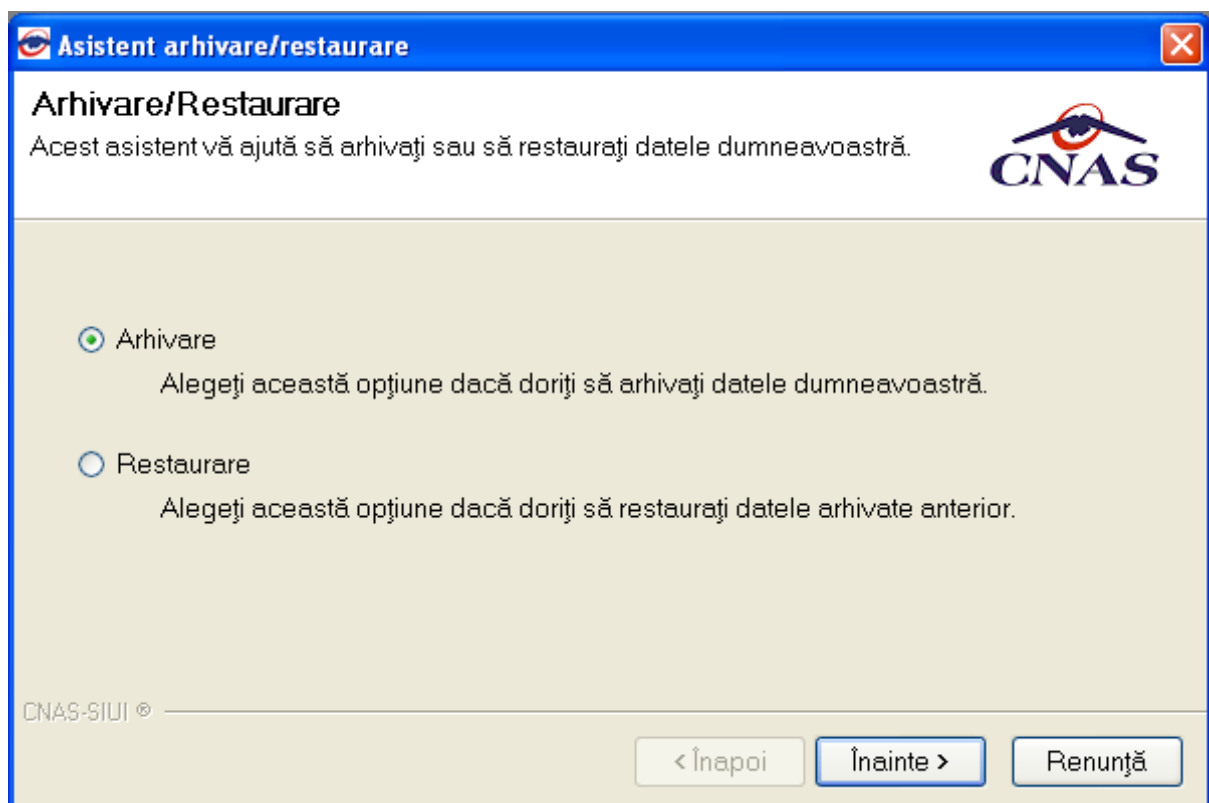 Asistent arhivare/restaurare
Arhivare/Restaurare
Acest asistent vă ajută să arhivaţi sau să restauraţi datele dumneavoastră.
CNAS
Arhivare
Alegeţi această opţiune dacă doriţi să arhivaţi datele dumneavoastră.
Restaurare
Alegeţi această opţiune dacă doriţi să restauraţi datele arhivate anterior.
CNAS-SIUI ®
< Înapoi
Înainte >
Renunţă